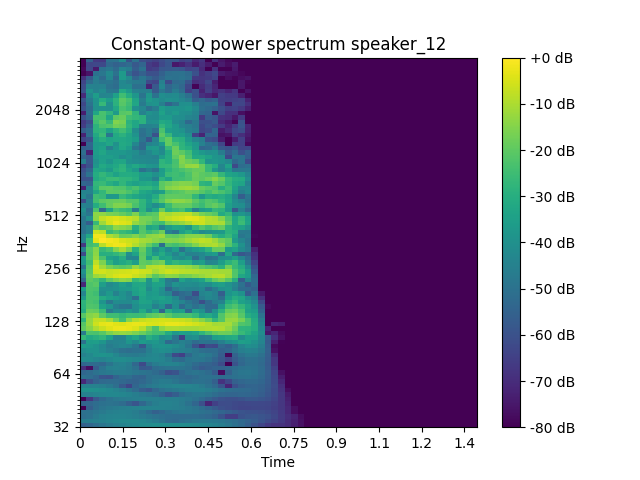 Constant-Q power spectrum speaker_12
Hz
2048
1024
512
256
128
64
32
0 0.15 0.3 0.45 0.6 0.75 0.9 1.1 1.2 1.4
Time
+0 dB
-10 dB
-20 dB
-30 dB
-40 dB
-50 dB
-60 dB
-70 dB
-80 dB